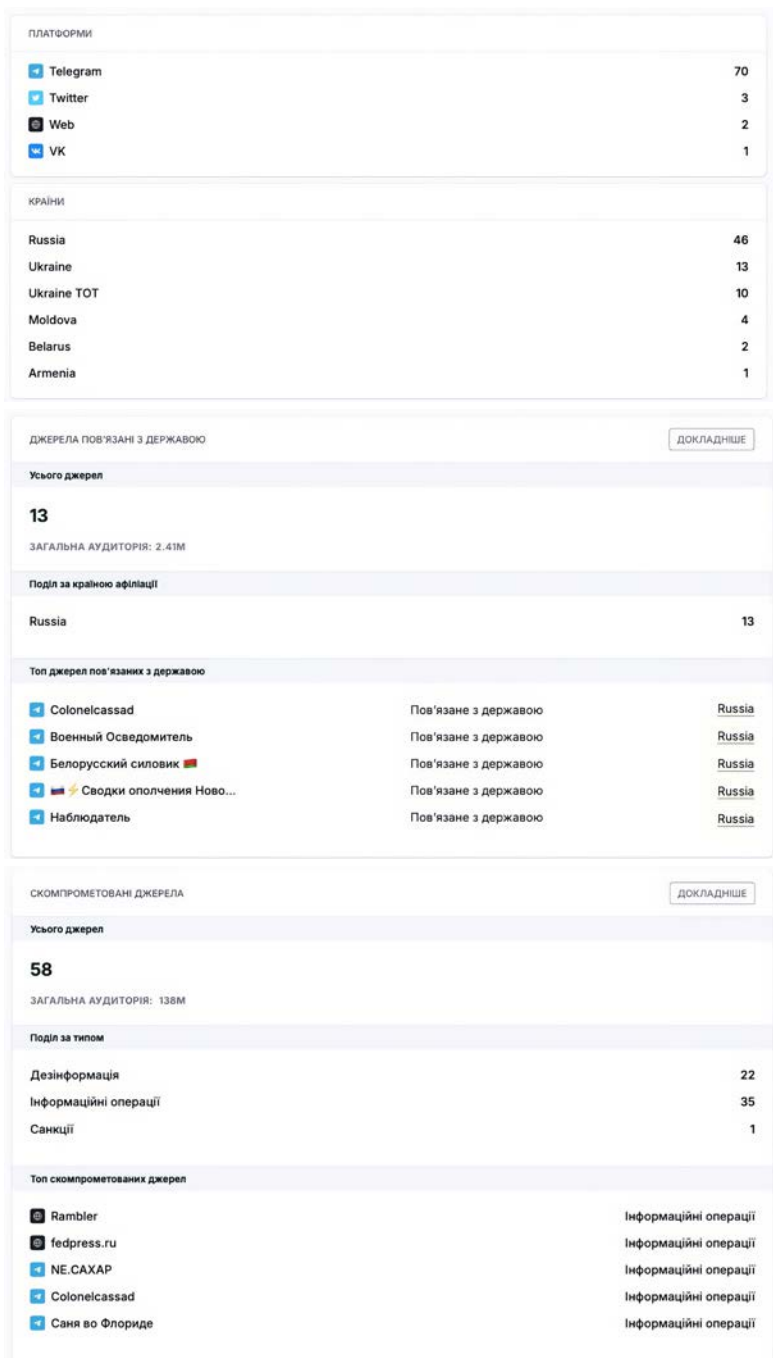 ПЛАТФОРМИ
Telegram 70
Twitter 3
Web 2
VK 1
КРАЇНИ
Russia 46
Ukraine 13
Ukraine TOT 10
Moldova 4
Belarus 2
Armenia 1
ДЖЕРЕЛА ПОВ'ЯЗАНІ З ДЕРЖАВОЮ ДОКЛАДНІШЕ
Усього джерел
13
ЗАГАЛЬНА АУДИТОРІЯ: 2.41M
Поділ за країною афіліації
Russia 13
Топ джерел пов'язаних з державою
Colonelcassad Пов'язане з державою Russia
Военный Осведомитель Пов'язане з державою Russia
Белорусский силовик Пов'язане з державою Russia
Сводки ополчения Ново... Пов'язане з державою Russia
Наблюдатель Пов'язане з державою Russia
СКОМПРОМЕТОВАНІ ДЖЕРЕЛА ДОКЛАДНІШЕ
Усього джерел
58
ЗАГАЛЬНА АУДИТОРІЯ: 138M
Поділ за типом
Дезінформація 22
Інформаційні операції 35
Санкції 1
Топ скомпрометованих джерел
Rambler Інформаційні операції
fedpress.ru Інформаційні операції
NE.CAXAP Інформаційні операції
Colonelcassad Інформаційні операції
Саня во Флориде Інформаційні операції